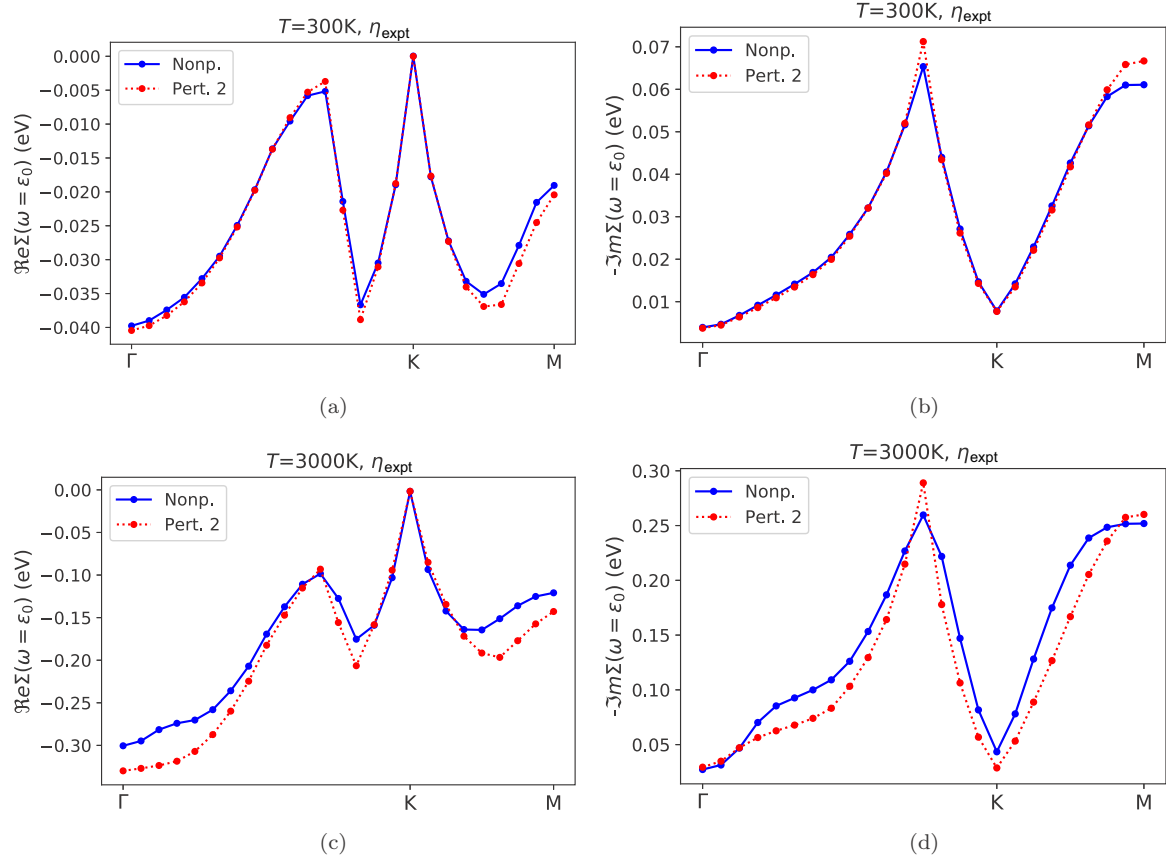 T=300K, ηexpt
ℜeΣ(ω = ε₀) (eV)
0.000
−0.005
−0.010
−0.015
−0.020
−0.025
−0.030
−0.035
−0.040
Nonp.
Pert. 2
Γ K M
(a)
T=300K, ηexpt
-ℑmΣ(ω = ε₀) (eV)
0.07
0.06
0.05
0.04
0.03
0.02
0.01
Nonp.
Pert. 2
Γ K M
(b)
T=3000K, ηexpt
ℜeΣ(ω = ε₀) (eV)
0.00
−0.05
−0.10
−0.15
−0.20
−0.25
−0.30
Nonp.
Pert. 2
Γ K M
(c)
T=3000K, ηexpt
-ℑmΣ(ω = ε₀) (eV)
0.30
0.25
0.20
0.15
0.10
0.05
Nonp.
Pert. 2
Γ K M
(d)